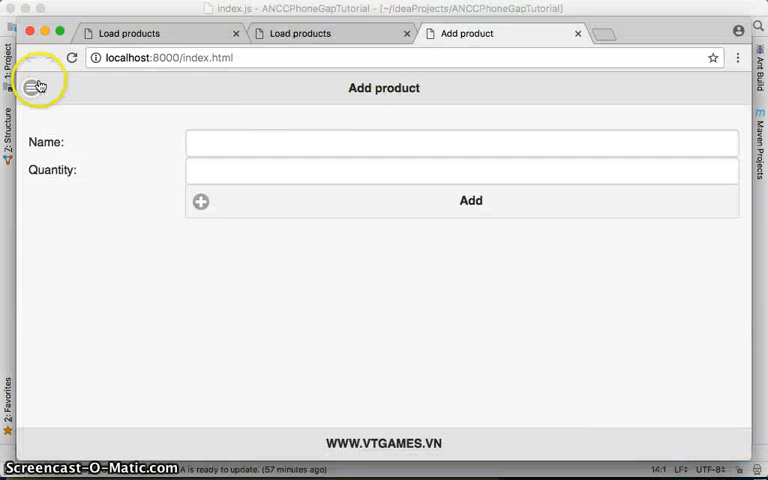 index.js - ANCCPhoneGapTutorial - [~/IdeaProjects/ANCCPhoneGapTutorial]
Load products
Load products
Add product
localhost:8000/index.html
Add product
Name:
Quantity:
Add
WWW.VTGAMES.VN
1: Project
Z: Structure
2: Favorites
Ant Build
Maven Projects
Screencast-O-Matic.com
A is ready to update. (57 minutes ago)
14:1 LF÷ UTF-8÷